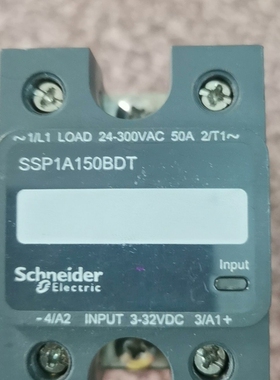 ~1/L1 LOAD 24-300VAC 50A 2/T1~
SSP1A150BDT
Schneider
Electric
Input
-4/A2 INPUT 3-32VDC 3/A1+